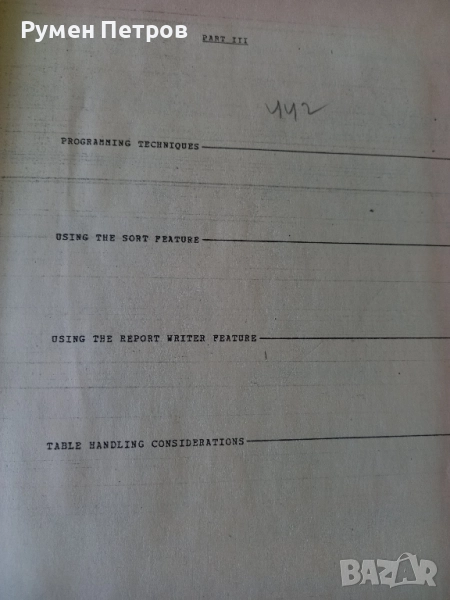 Румен Петров
PART III
442
PROGRAMMING TECHNIQUES
USING THE SORT FEATURE
USING THE REPORT WRITER FEATURE
TABLE HANDLING CONSIDERATIONS
BAZAR